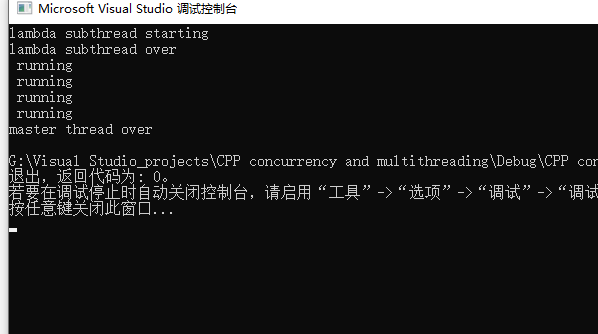 Microsoft Visual Studio 调试控制台
lambda subthread starting
lambda subthread over
running
running
running
running
master thread over
G:\Visual Studio_projects\CPP concurrency and multithreading\Debug\CPP con
退出，返回代码为: 0。
若要在调试停止时自动关闭控制台，请启用“工具”->“选项”->“调试”->“调试
按任意键关闭此窗口...